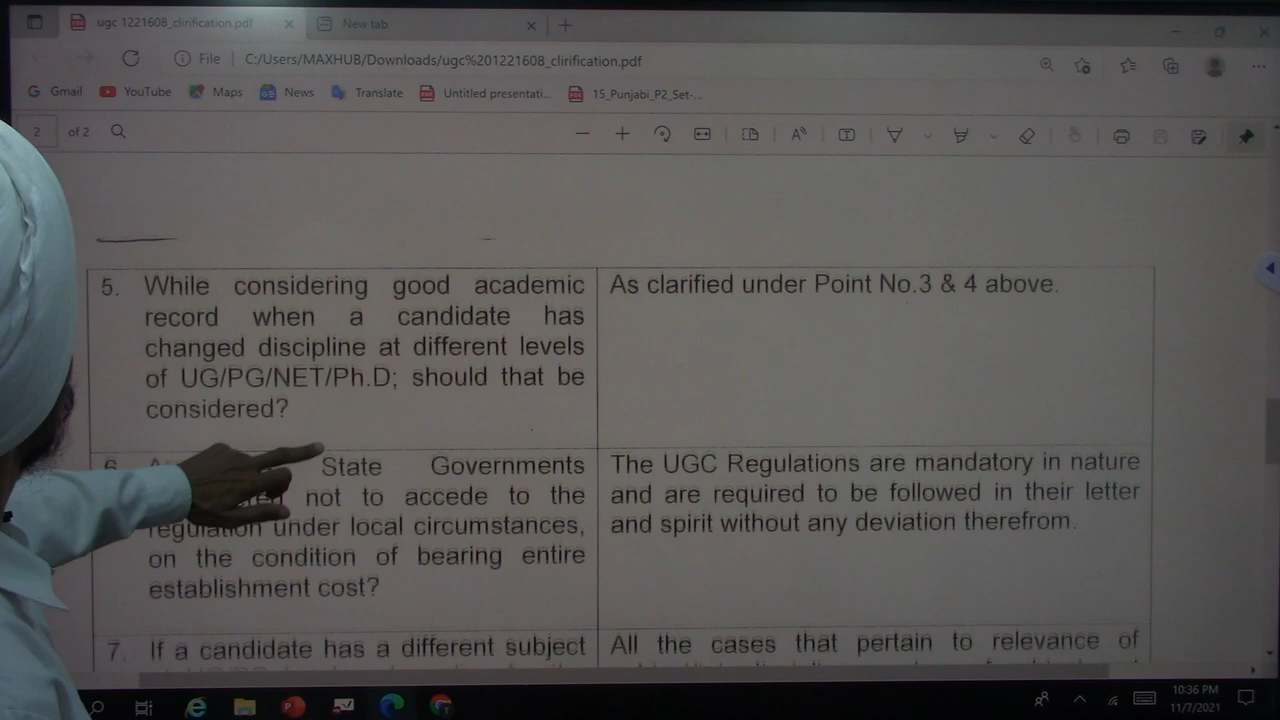 ugc 1221608_clirification.pdf
New tab
File
C:/Users/MAXHUB/Downloads/ugc%201221608_clirification.pdf
Gmail
YouTube
Maps
News
Translate
Untitled presentati...
15_Punjabi_P2_Set-...
2 of 2
5. While considering good academic
record when a candidate has
changed discipline at different levels
of UG/PG/NET/Ph.D; should that be
considered?
As clarified under Point No.3 & 4 above.
6. State Governments
not to accede to the
regulation under local circumstances,
on the condition of bearing entire
establishment cost?
The UGC Regulations are mandatory in nature
and are required to be followed in their letter
and spirit without any deviation therefrom.
7. If a candidate has a different subject
All the cases that pertain to relevance of
10:36 PM
11/7/2021